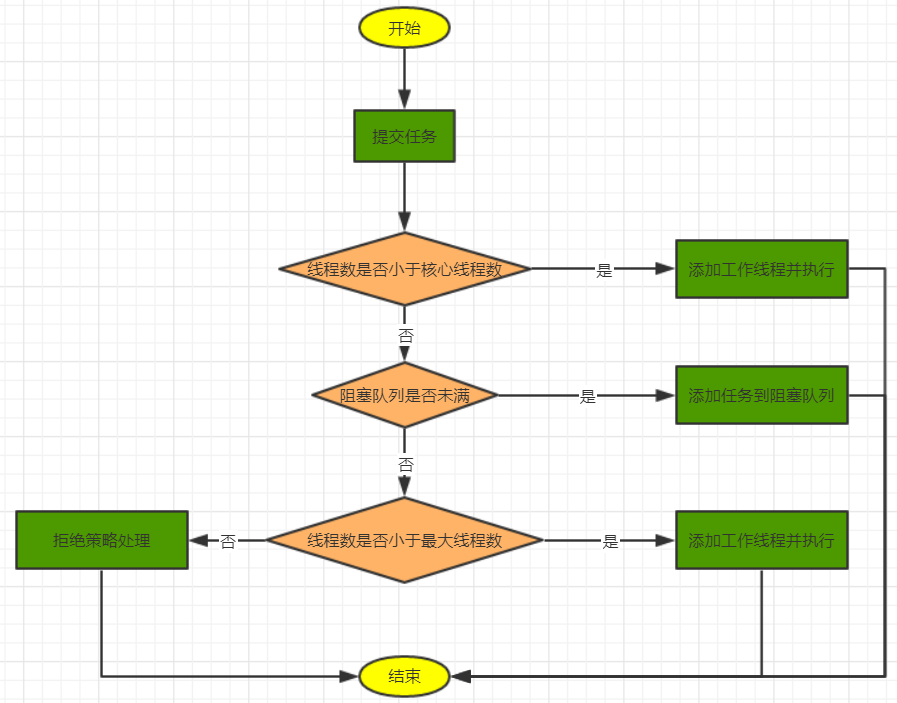 开始
提交任务
线程数是否小于核心线程数
是
添加工作线程并执行
否
阻塞队列是否未满
是
添加任务到阻塞队列
否
拒绝策略处理
否
线程数是否小于最大线程数
是
添加工作线程并执行
结束